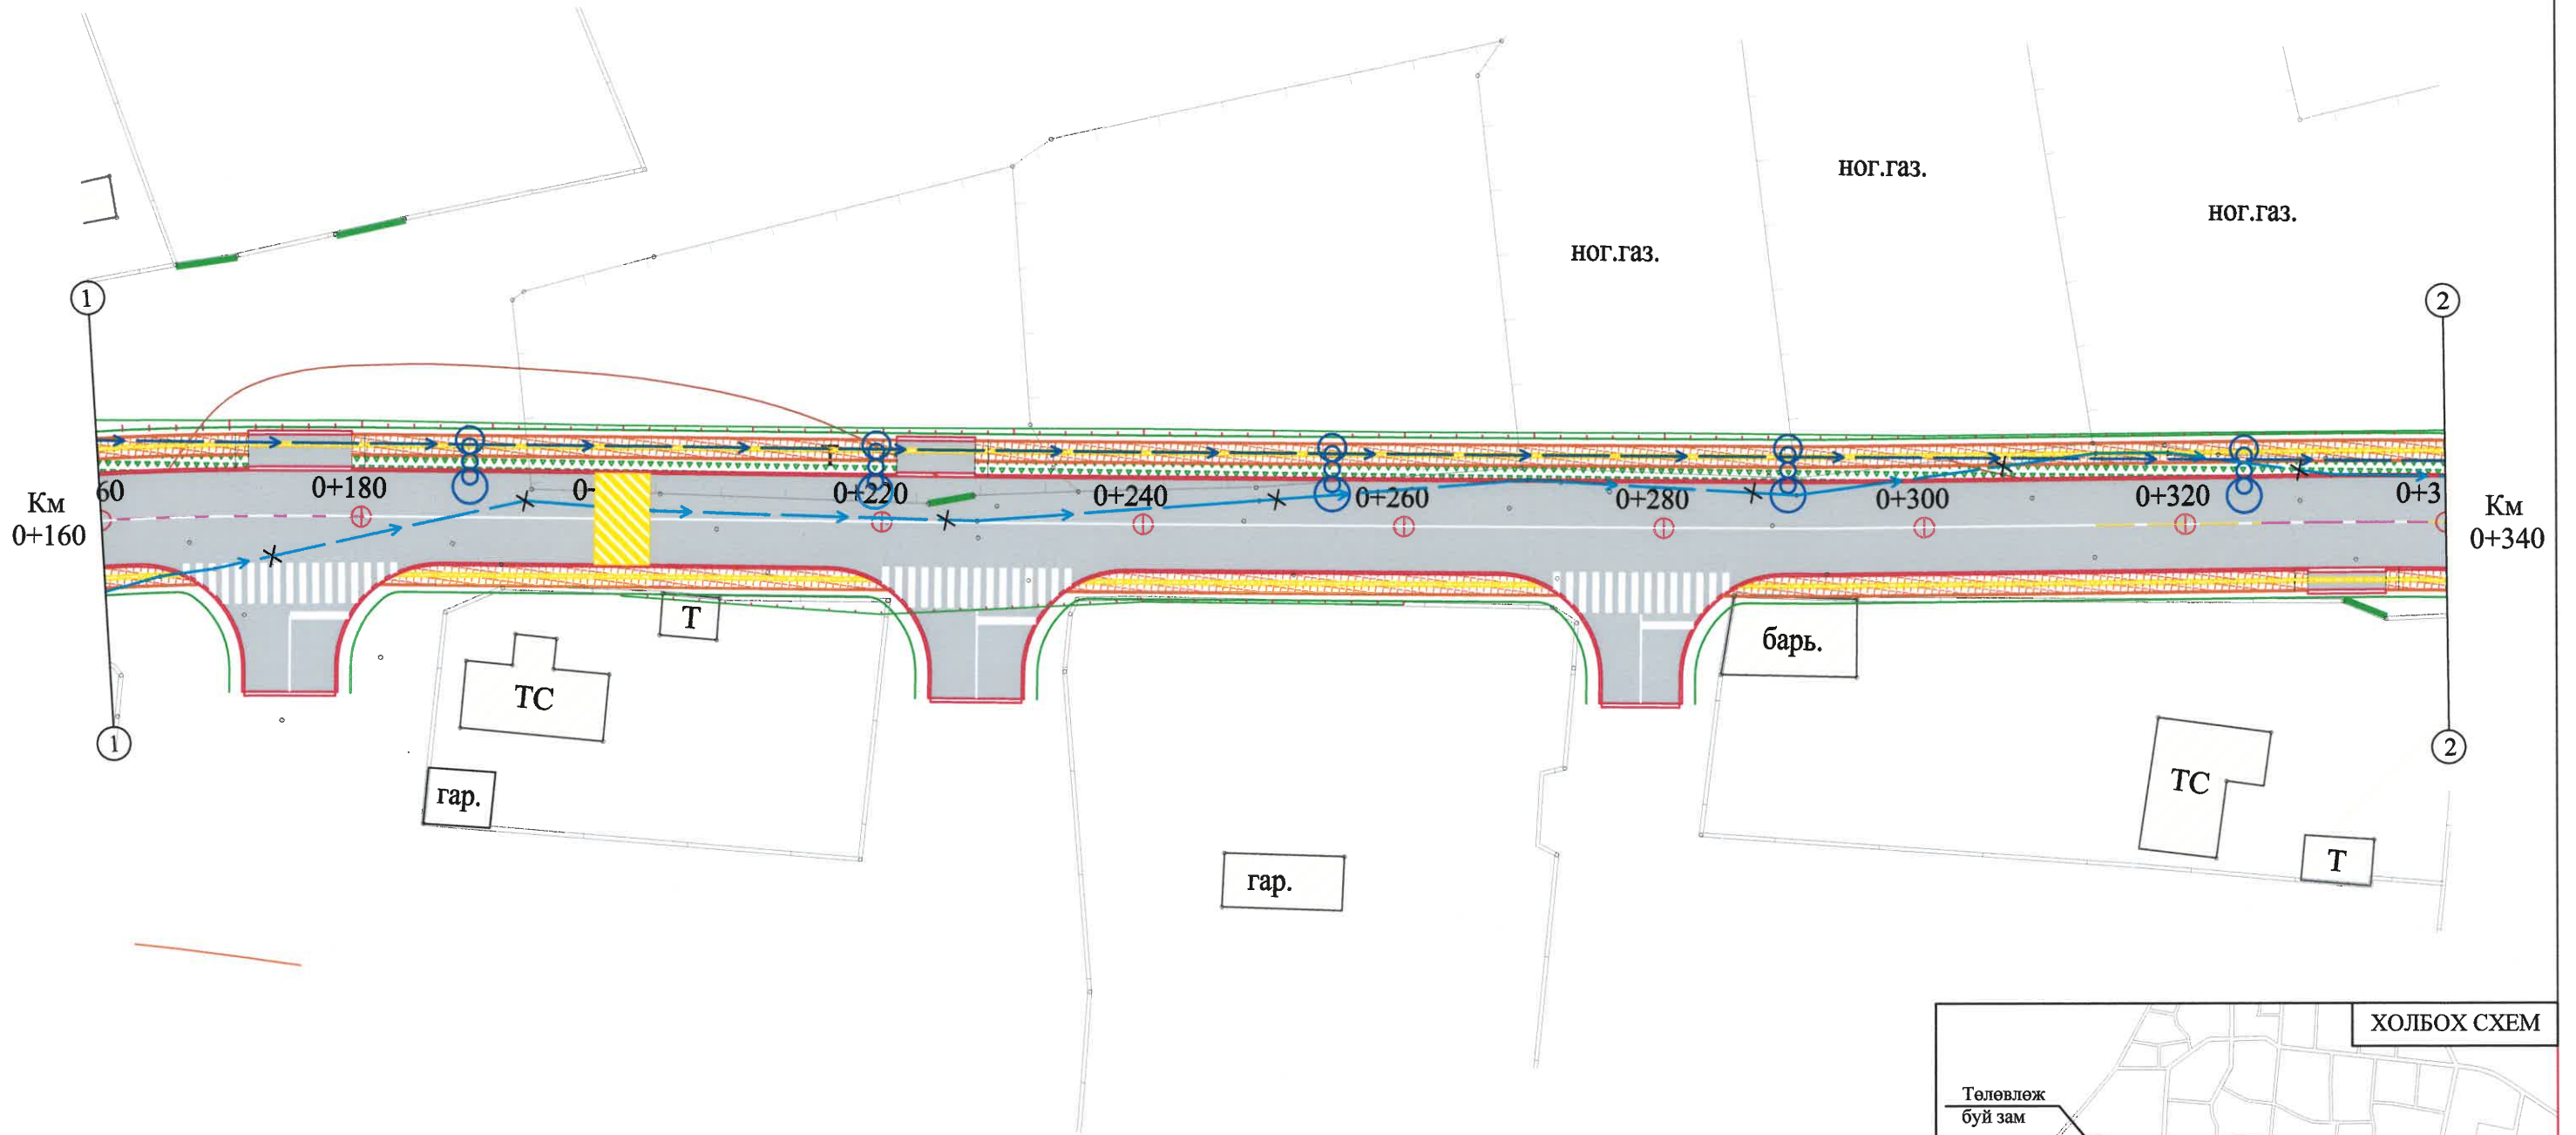 ног.газ.
ног.газ.
ног.газ.
1
2
60
0+180
0-
0+220
0+240
0+260
0+280
0+300
0+320
0+3
Км
0+160
Км
0+340
Т
барь.
ТС
1
2
гар.
ТС
Т
гар.
ХОЛБОХ СХЕМ
Төлөвлөж
буй зам